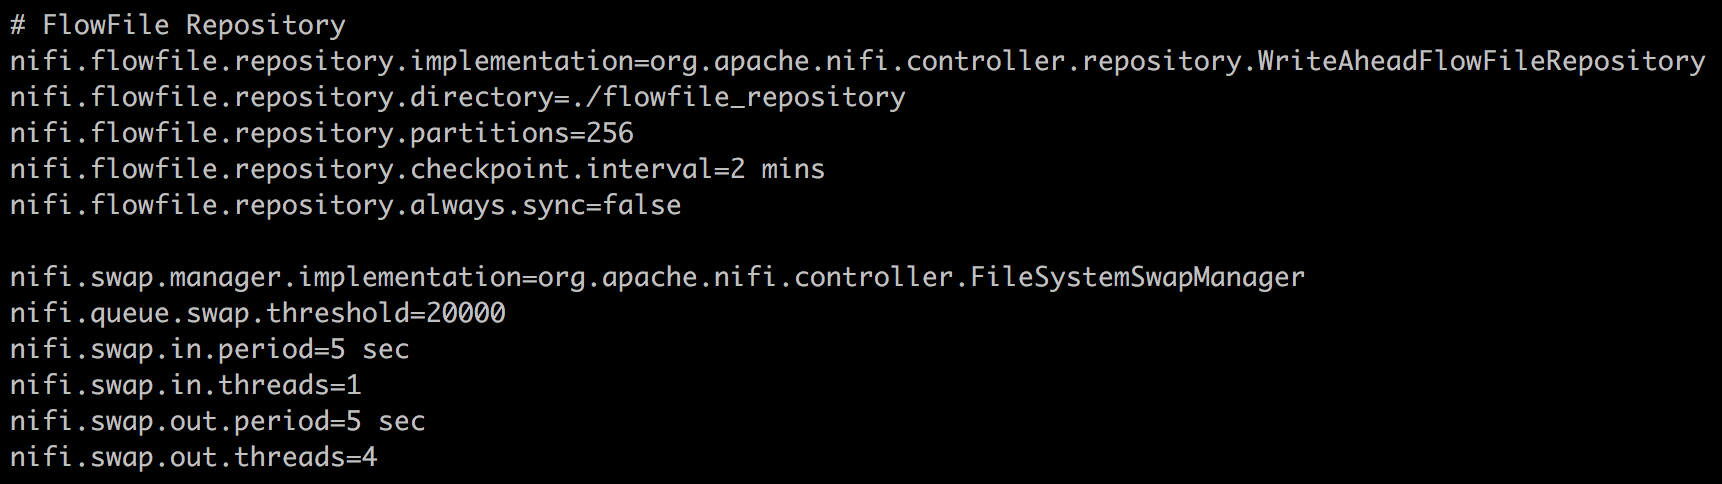 # FlowFile Repository
nifi.flowfile.repository.implementation=org.apache.nifi.controller.repository.WriteAheadFlowFileRepository
nifi.flowfile.repository.directory=./flowfile_repository
nifi.flowfile.repository.partitions=256
nifi.flowfile.repository.checkpoint.interval=2 mins
nifi.flowfile.repository.always.sync=false
nifi.swap.manager.implementation=org.apache.nifi.controller.FileSystemSwapManager
nifi.queue.swap.threshold=20000
nifi.swap.in.period=5 sec
nifi.swap.in.threads=1
nifi.swap.out.period=5 sec
nifi.swap.out.threads=4